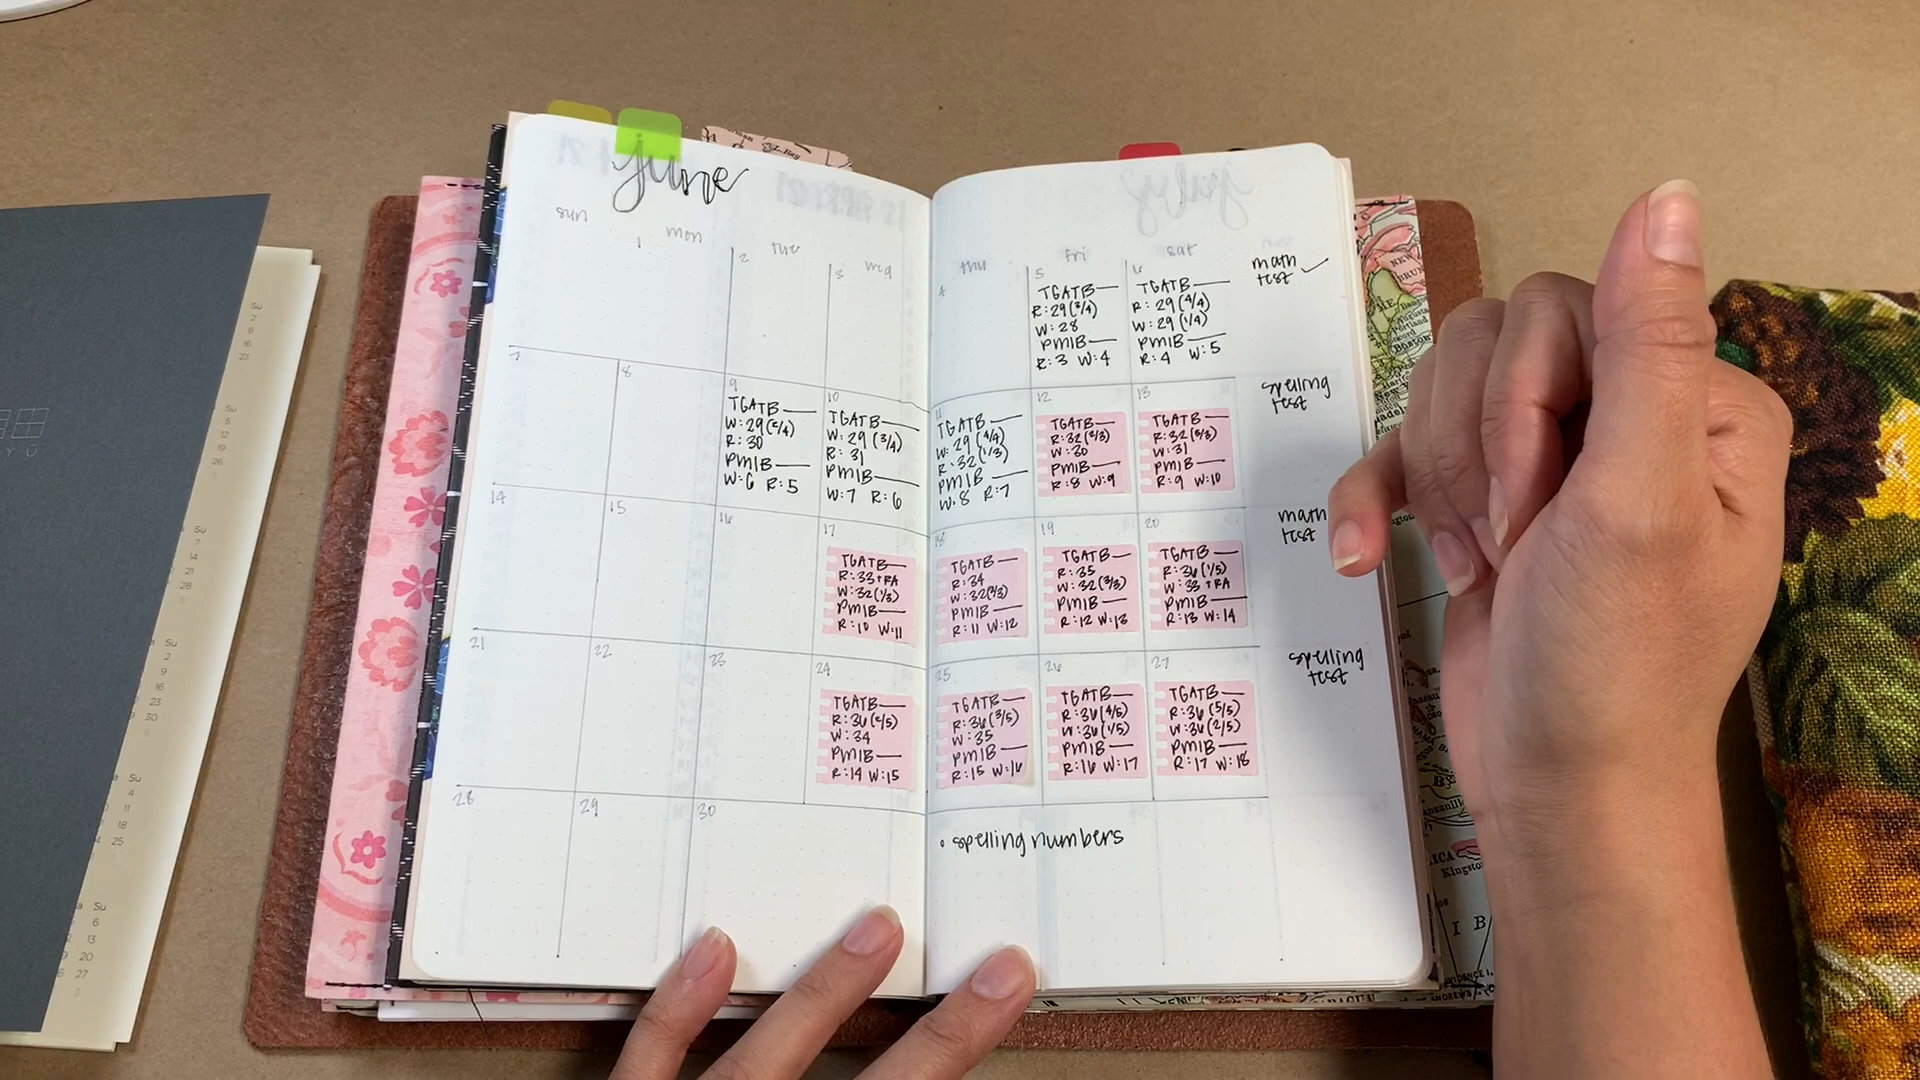 june
july
sun
mon
tue
wed
thu
fri
sat
1
2
3
4
5
TGATB
R: 29 (3/4)
W: 28
PMIB
R: 3 W: 4
6
TGATB
R: 29 (4/4)
W: 29 (1/4)
PMIB
R: 4 W: 5
math
test ✓
7
8
9
TGATB
W: 29 (2/4)
R: 30
PMIB
W: 6 R: 5
10
TGATB
W: 29 (3/4)
R: 31
PMIB
W: 7 R: 6
11
TGATB
W: 29 (4/4)
R: 32 (1/3)
PMIB
W: 8 R: 7
12
TGATB
R: 32 (2/3)
W: 30
PMIB
R: 8 W: 9
13
TGATB
R: 32 (3/3)
W: 31
PMIB
R: 9 W: 10
spelling
test
14
15
16
17
TGATB
R: 33 + RA
W: 32 (1/3)
PMIB
R: 10 W: 11
18
TGATB
R: 34
W: 32 (2/3)
PMIB
R: 11 W: 12
19
TGATB
R: 35
W: 32 (3/3)
PMIB
R: 12 W: 13
20
TGATB
R: 36 (1/5)
W: 33 + RA
PMIB
R: 13 W: 14
math
test
21
22
23
24
TGATB
R: 36 (2/5)
W: 34
PMIB
R: 14 W: 15
25
TGATB
R: 36 (3/5)
W: 35
PMIB
R: 15 W: 16
26
TGATB
R: 36 (4/5)
W: 36 (1/5)
PMIB
R: 16 W: 17
27
TGATB
R: 36 (5/5)
W: 36 (2/5)
PMIB
R: 17 W: 18
spelling
test
28
29
30
• spelling numbers